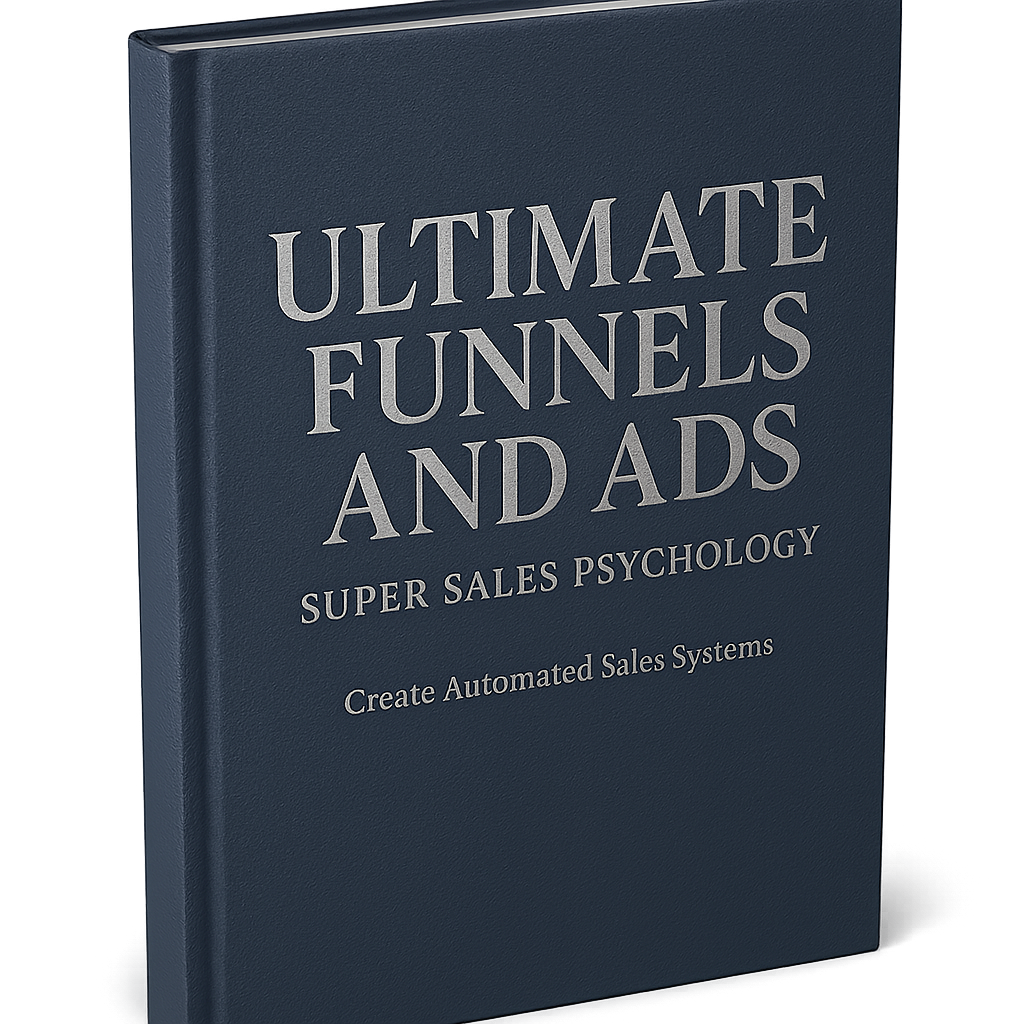 ULTIMATE
FUNNELS
AND ADS
SUPER SALES PSYCHOLOGY
Create Automated Sales Systems